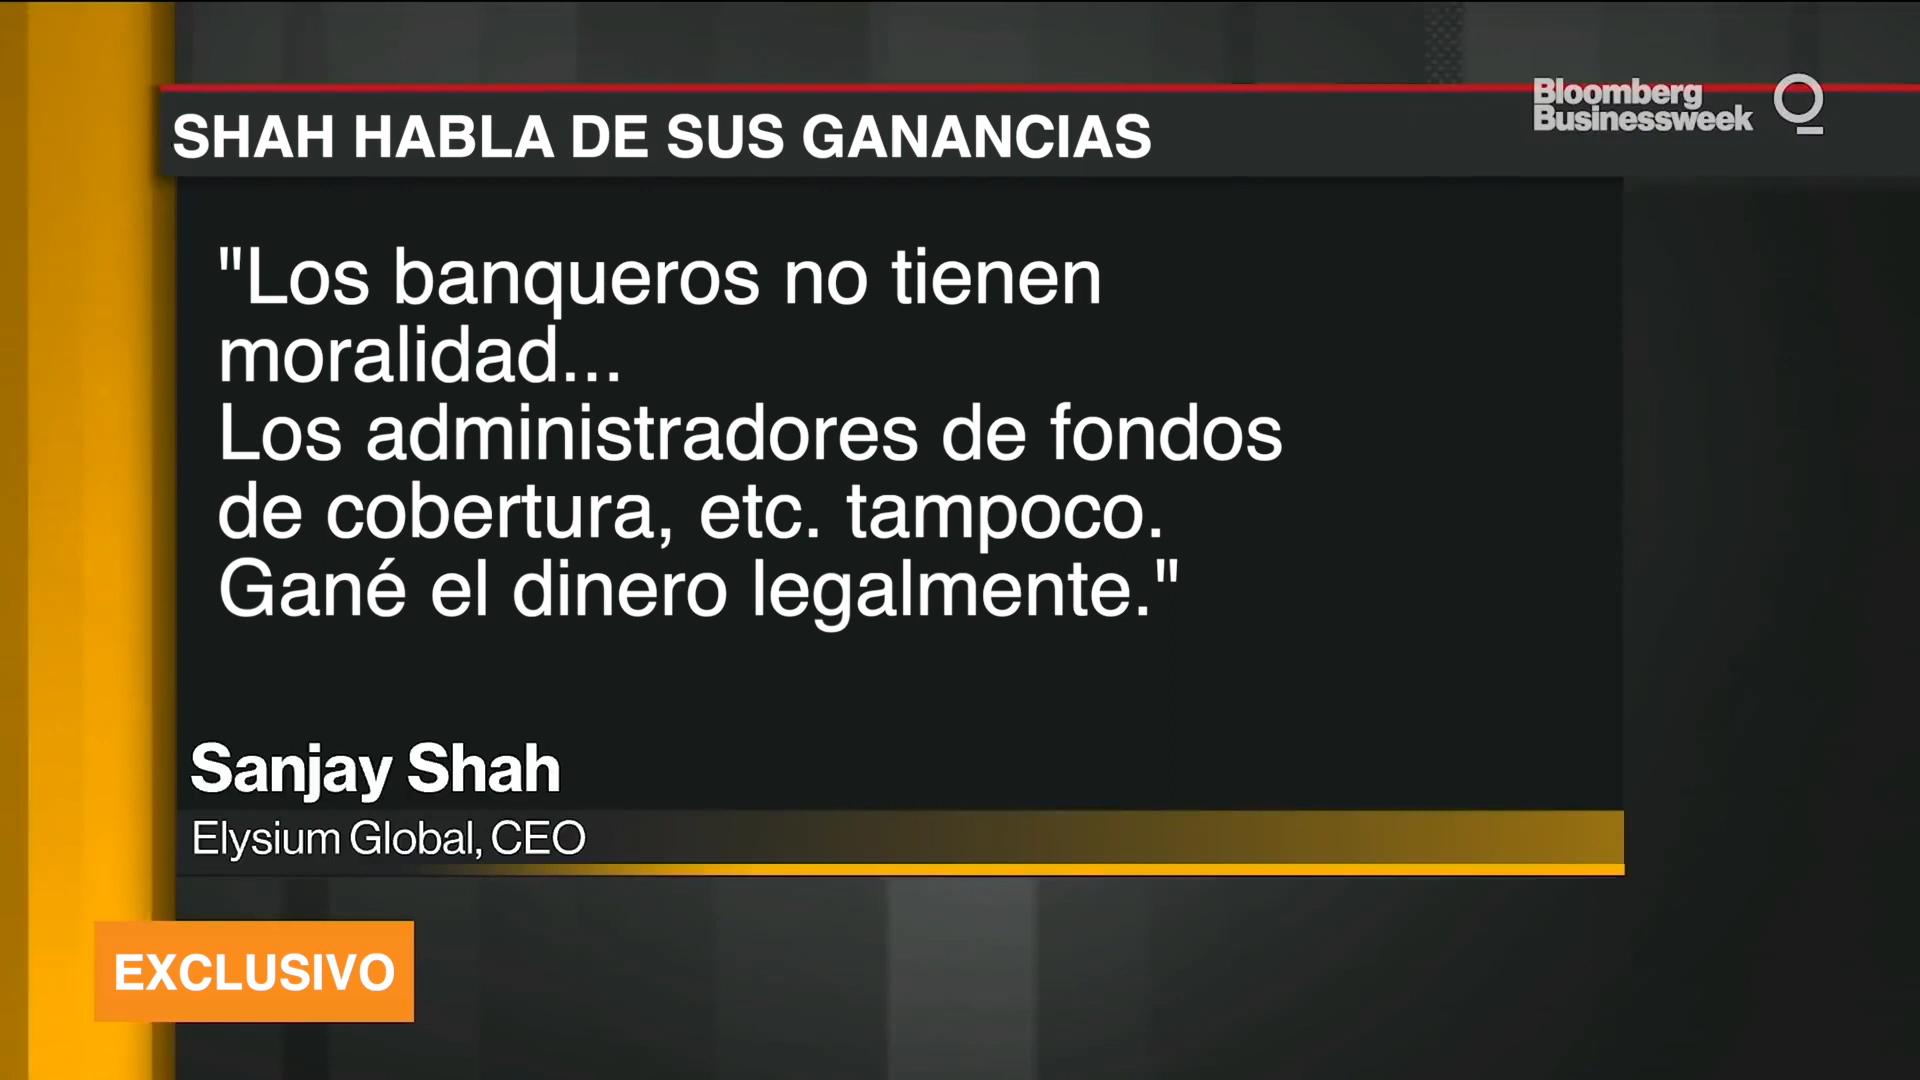 Bloomberg
Businessweek
SHAH HABLA DE SUS GANANCIAS
"Los banqueros no tienen
moralidad...
Los administradores de fondos
de cobertura, etc. tampoco.
Gané el dinero legalmente."
Sanjay Shah
Elysium Global, CEO
EXCLUSIVO